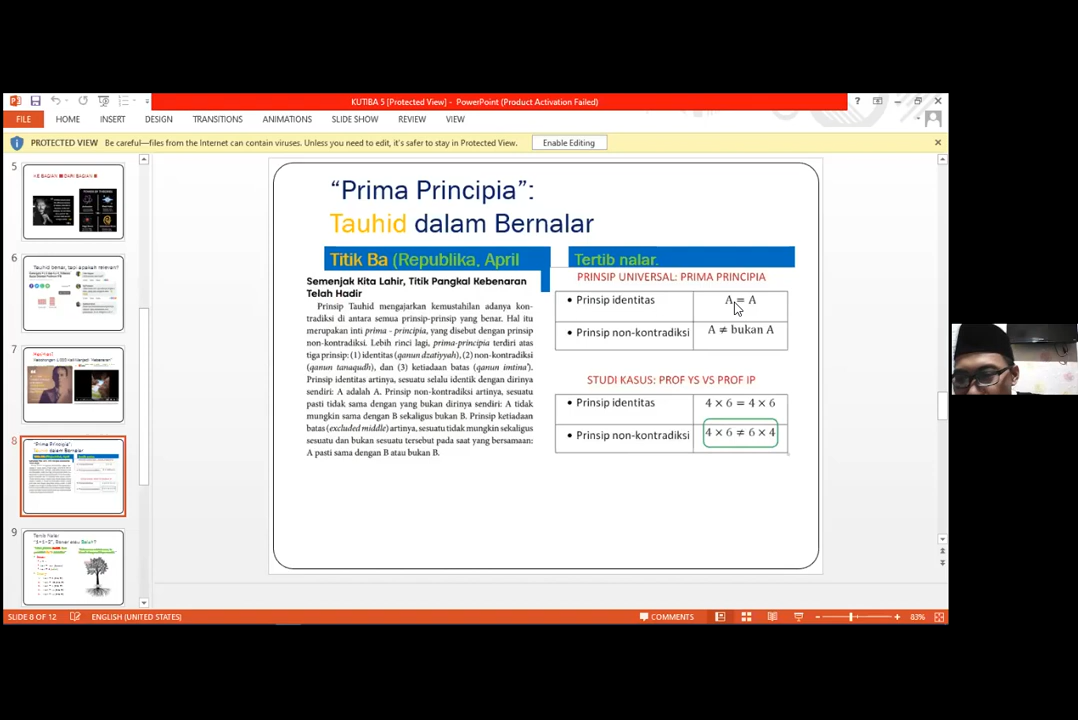 KUTIBA 5 [Protected View] - PowerPoint (Product Activation Failed)
FILE HOME INSERT DESIGN TRANSITIONS ANIMATIONS SLIDE SHOW REVIEW VIEW
PROTECTED VIEW Be careful—files from the Internet can contain viruses. Unless you need to edit, it's safer to stay in Protected View. Enable Editing
5
6
7
8
9
"Prima Principia":
Tauhid dalam Bernalar
Titik Ba (Republika, April
Semenjak Kita Lahir, Titik Pangkal Kebenaran
Telah Hadir
Prinsip Tauhid mengajarkan kemustahilan adanya kon-
tradiksi di antara semua prinsip-prinsip yang benar. Hal itu
merupakan inti prima - principia, yang disebut dengan prinsip
non-kontradiksi. Lebih rinci lagi, prima-principia terdiri atas
tiga prinsip: (1) identitas (qanun dzatiyyah), (2) non-kontradiksi
(qanun tanaqudh), dan (3) ketiadaan batas (qanun imtina').
Prinsip identitas artinya, sesuatu selalu identik dengan dirinya
sendiri: A adalah A. Prinsip non-kontradiksi artinya, sesuatu
pasti tidak sama dengan yang bukan dirinya sendiri: A tidak
mungkin sama dengan B sekaligus bukan B. Prinsip ketiadaan
batas (excluded middle) artinya, sesuatu tidak mungkin sekaligus
sesuatu dan bukan sesuatu tersebut pada saat yang bersamaan:
A pasti sama dengan B atau bukan B.
Tertib nalar.
PRINSIP UNIVERSAL: PRIMA PRINCIPIA
• Prinsip identitas A = A
• Prinsip non-kontradiksi A ≠ bukan A
STUDI KASUS: PROF YS VS PROF IP
• Prinsip identitas 4 × 6 = 4 × 6
• Prinsip non-kontradiksi 4 × 6 ≠ 6 × 4
SLIDE 8 OF 12 ENGLISH (UNITED STATES) COMMENTS 83%